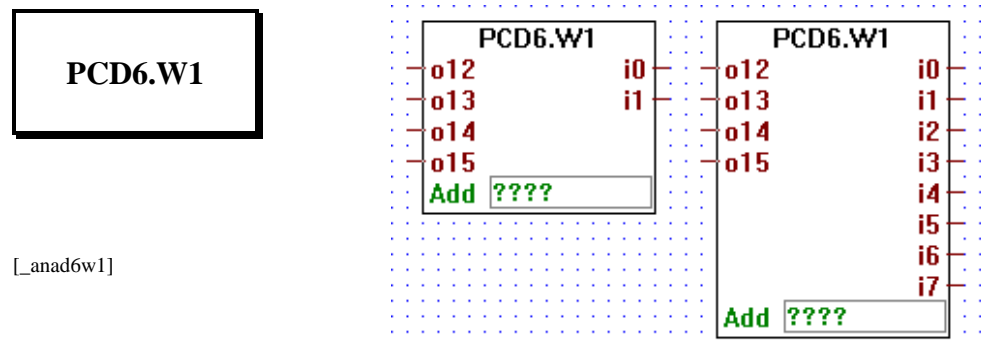 PCD6.W1
[_anad6w1]
PCD6.W1
o12 i0
o13 i1
o14
o15
Add ????
PCD6.W1
o12 i0
o13 i1
o14 i2
o15 i3
i4
i5
i6
i7
Add ????